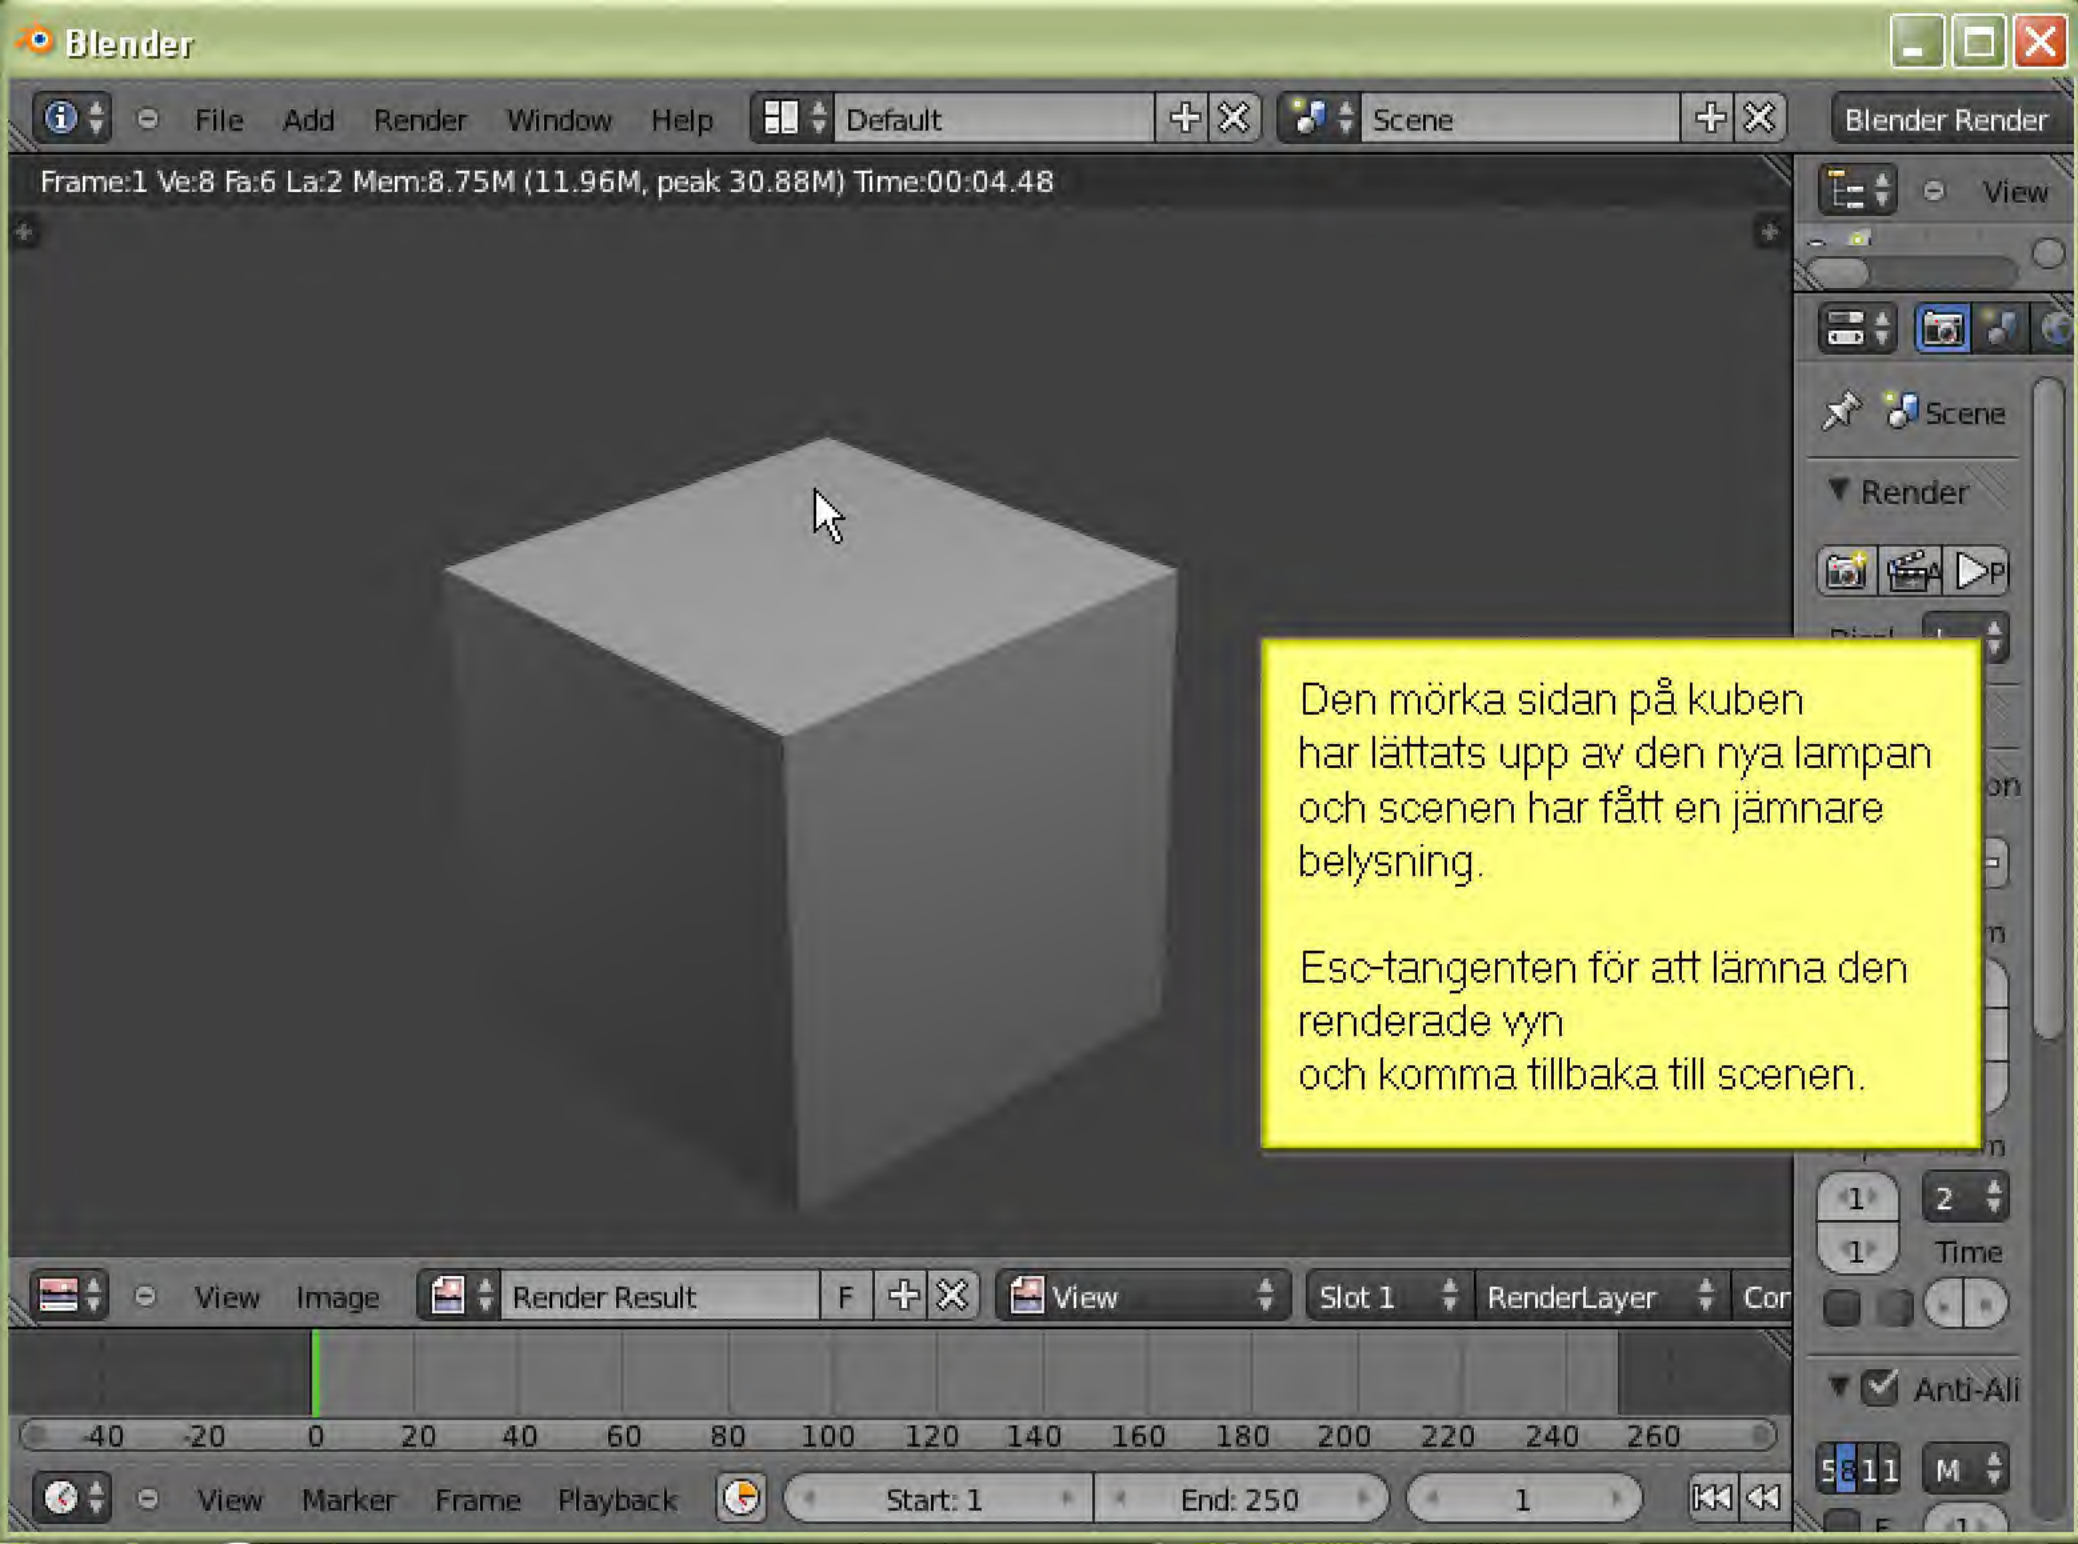 Blender
File Add Render Window Help Default Scene Blender Render
Frame:1 Ve:8 Fa:6 La:2 Mem:8.75M (11.96M, peak 30.88M) Time:00:04.48
View
Scene
Render
Den mörka sidan på kuben
har lättats upp av den nya lampan
och scenen har fått en jämnare
belysning.
Esc-tangenten för att lämna den
renderade vyn
och komma tillbaka till scenen.
1 2
1 Time
View Image Render Result F View Slot 1 RenderLayer Cor
Anti-Ali
-40 -20 0 20 40 60 80 100 120 140 160 180 200 220 240 260
5 8 11 M
View Marker Frame Playback Start: 1 End: 250 1